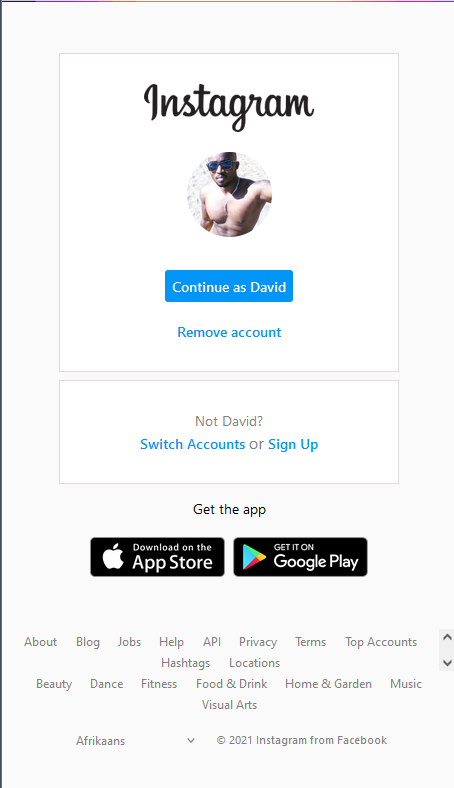 Instagram
Continue as David
Remove account
Not David?
Switch Accounts or Sign Up
Get the app
Download on the
App Store
GET IT ON
Google Play
About Blog Jobs Help API Privacy Terms Top Accounts
Hashtags Locations
Beauty Dance Fitness Food & Drink Home & Garden Music
Visual Arts
Afrikaans © 2021 Instagram from Facebook